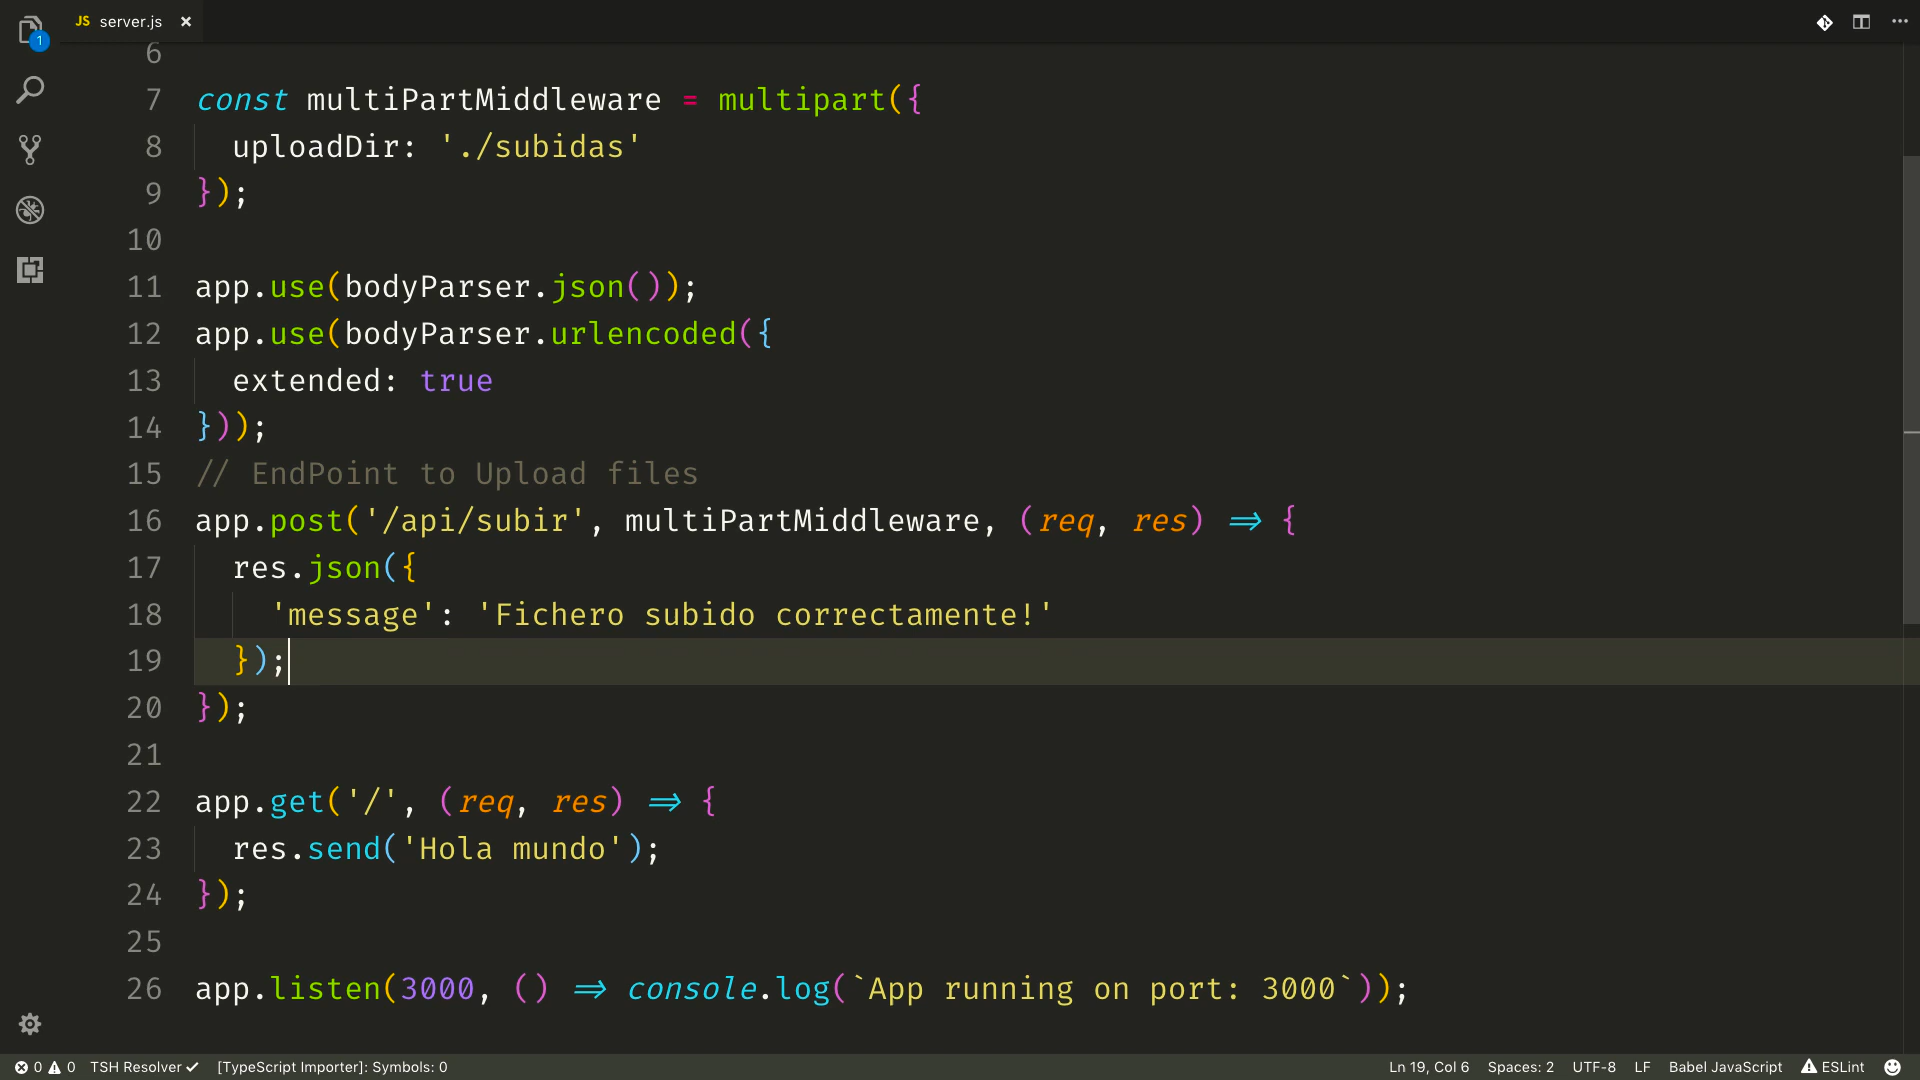 JS server.js ×
1
6
7 const multiPartMiddleware = multipart({
8 uploadDir: './subidas'
9 });
10
11 app.use(bodyParser.json());
12 app.use(bodyParser.urlencoded({
13 extended: true
14 }));
15 // EndPoint to Upload files
16 app.post('/api/subir', multiPartMiddleware, (req, res) => {
17 res.json({
18 'message': 'Fichero subido correctamente!'
19 });
20 });
21
22 app.get('/', (req, res) => {
23 res.send('Hola mundo');
24 });
25
26 app.listen(3000, () => console.log(`App running on port: 3000`));
0 0 TSH Resolver ✓ [TypeScript Importer]: Symbols: 0 Ln 19, Col 6 Spaces: 2 UTF-8 LF Babel JavaScript ESLint